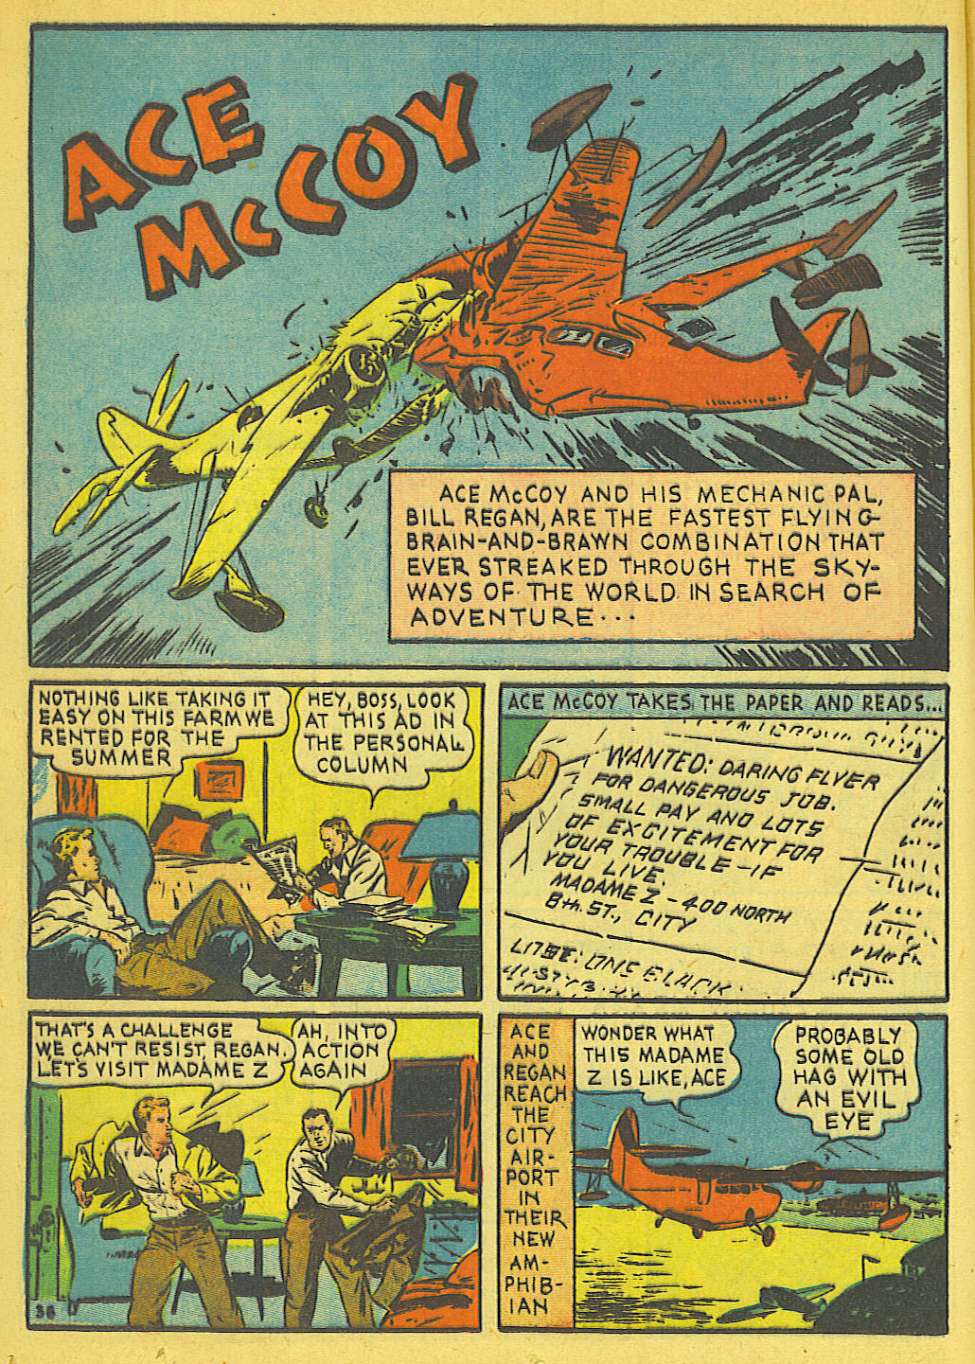 ACE
McCOY
ACE McCOY AND HIS MECHANIC PAL,
BILL REGAN, ARE THE FASTEST FLYING
BRAIN-AND-BRAWN COMBINATION THAT
EVER STREAKED THROUGH THE SKY-
WAYS OF THE WORLD IN SEARCH OF
ADVENTURE...
NOTHING LIKE TAKING IT
EASY ON THIS FARM WE
RENTED FOR THE
SUMMER
HEY, BOSS, LOOK
AT THIS AD IN
THE PERSONAL
COLUMN
ACE McCOY TAKES THE PAPER AND READS...
WANTED: DARING FLYER
FOR DANGEROUS JOB.
SMALL PAY AND LOTS
OF EXCITEMENT FOR
YOUR TROUBLE-IF
YOU LIVE.
MADAME Z - 400 NORTH
8th. ST., CITY
ONE BLACK
THAT'S A CHALLENGE
WE CAN'T RESIST, REGAN.
LET'S VISIT MADAME Z
AH, INTO
ACTION
AGAIN
38
ACE
AND
REGAN
REACH
THE
CITY
AIR-
PORT
IN
THEIR
NEW
AM-
PHIB-
IAN
WONDER WHAT
THIS MADAME
Z IS LIKE, ACE
PROBABLY
SOME OLD
HAG WITH
AN EVIL
EYE